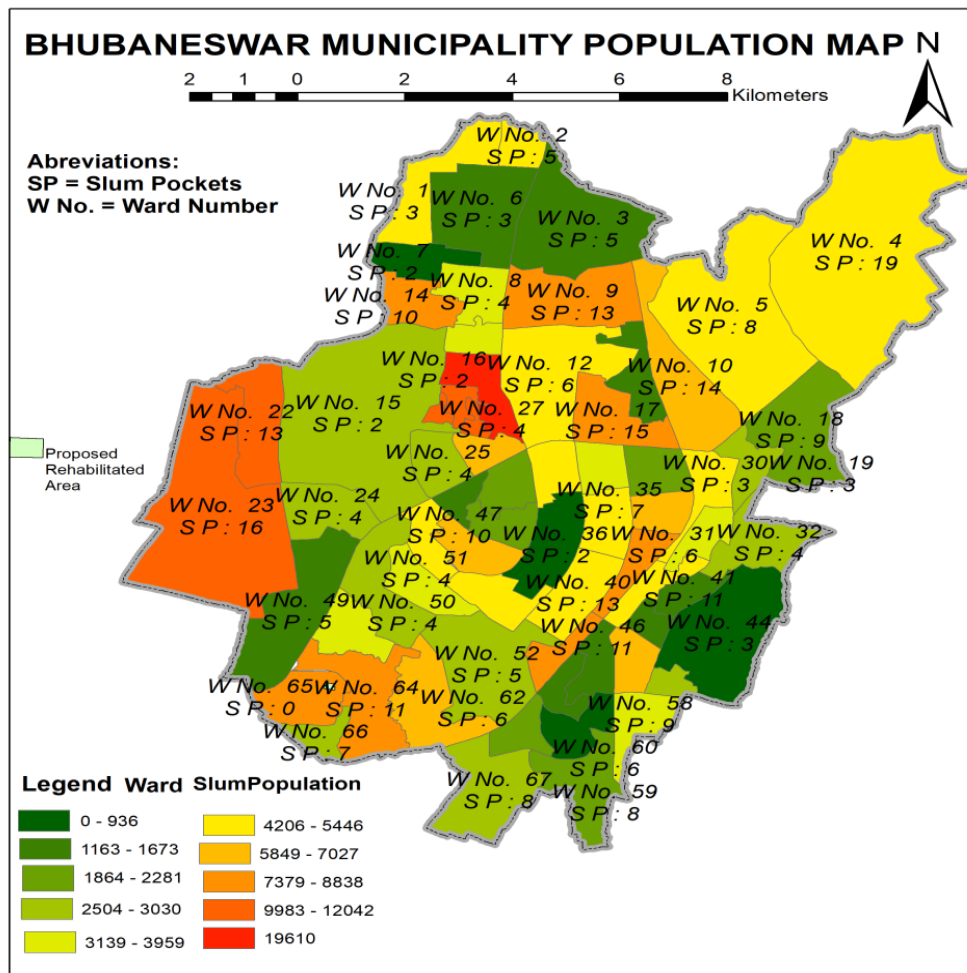 BHUBANESWAR MUNICIPALITY POPULATION MAP
N
2 1 0 2 4 6 8
Kilometers
Abreviations:
SP = Slum Pockets
W No. = Ward Number
W No. 2
S P : 5
W No. 1
S P : 3
W No. 6
S P : 3
W No. 3
S P : 5
W No. 4
S P : 19
W No. 7
S P : 2
W No. 8
S P : 4
W No. 9
S P : 13
W No. 5
S P : 8
W No. 14
S P : 10
W No. 16
S P : 2
W No. 12
S P : 6
W No. 10
S P : 14
W No. 22
S P : 13
W No. 15
S P : 2
W No. 27
S P : 4
W No. 17
S P : 15
W No. 18
S P : 9
W No. 25
S P : 4
W No. 30
S P : 3
W No. 19
S P : 3
Proposed
Rehabilitated
Area
W No. 23
S P : 16
W No. 24
S P : 4
W No. 35
S P : 7
W No. 47
S P : 10
W No. 36
S P : 2
W No. 31
S P : 6
W No. 32
S P : 4
W No. 51
S P : 4
W No. 40
S P : 13
W No. 41
S P : 11
W No. 49
S P : 5
W No. 50
S P : 4
W No. 46
S P : 11
W No. 44
S P : 3
W No. 52
S P : 5
W No. 65
S P : 0
W No. 64
S P : 11
W No. 62
S P : 6
W No. 58
S P : 9
W No. 66
S P : 7
W No. 60
S P : 6
W No. 67
S P : 8
W No. 59
S P : 8
Legend Ward SlumPopulation
0 - 936
1163 - 1673
1864 - 2281
2504 - 3030
3139 - 3959
4206 - 5446
5849 - 7027
7379 - 8838
9983 - 12042
19610